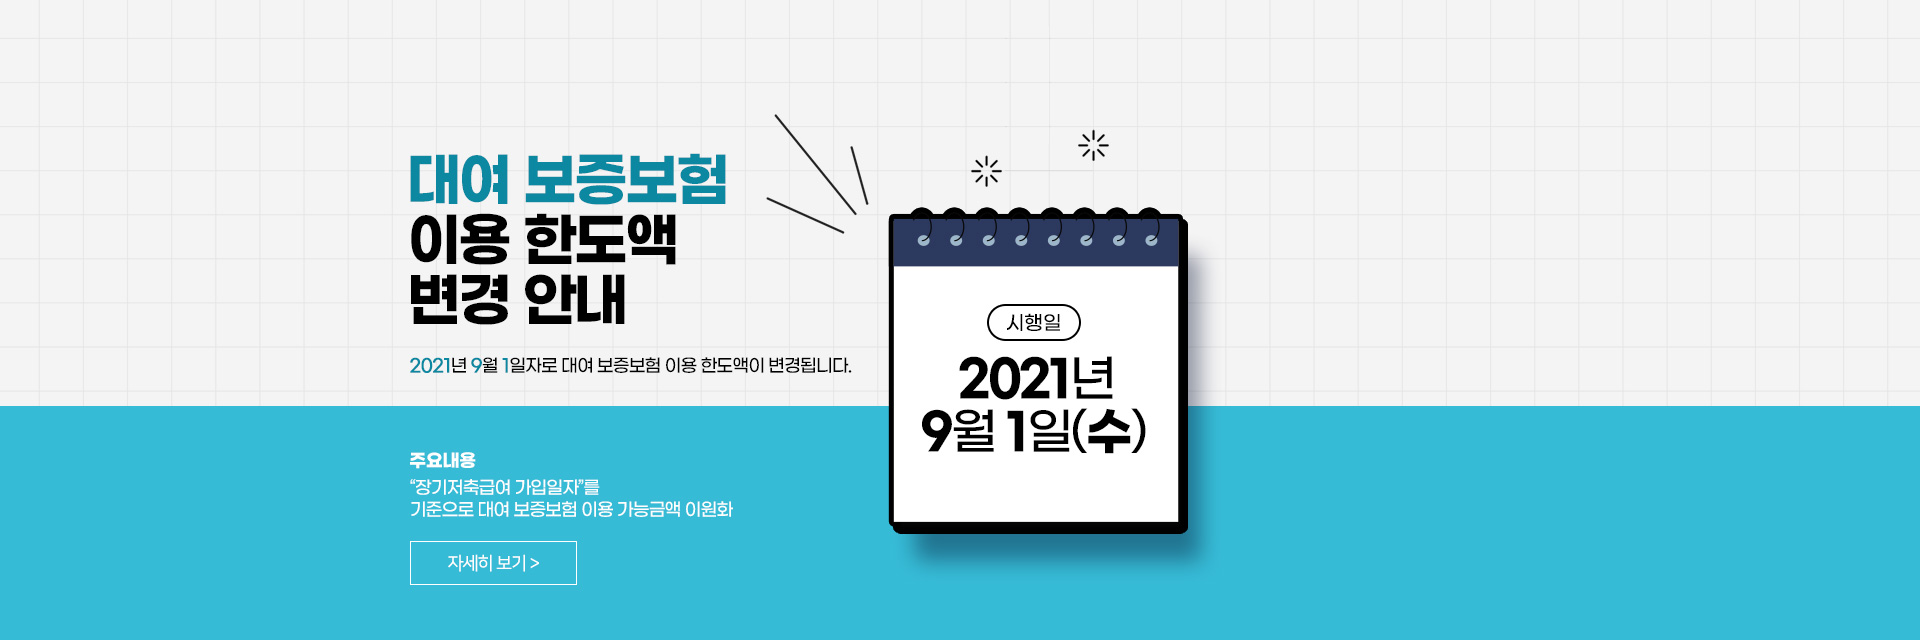 대여 보증보험
이용 한도액
변경 안내
2021년 9월 1일자로 대여 보증보험 이용 한도액이 변경됩니다.
주요내용
“장기저축급여 가입일자”를
기준으로 대여 보증보험 이용 가능금액 이원화
자세히 보기 >
시행일
2021년
9월 1일(수)